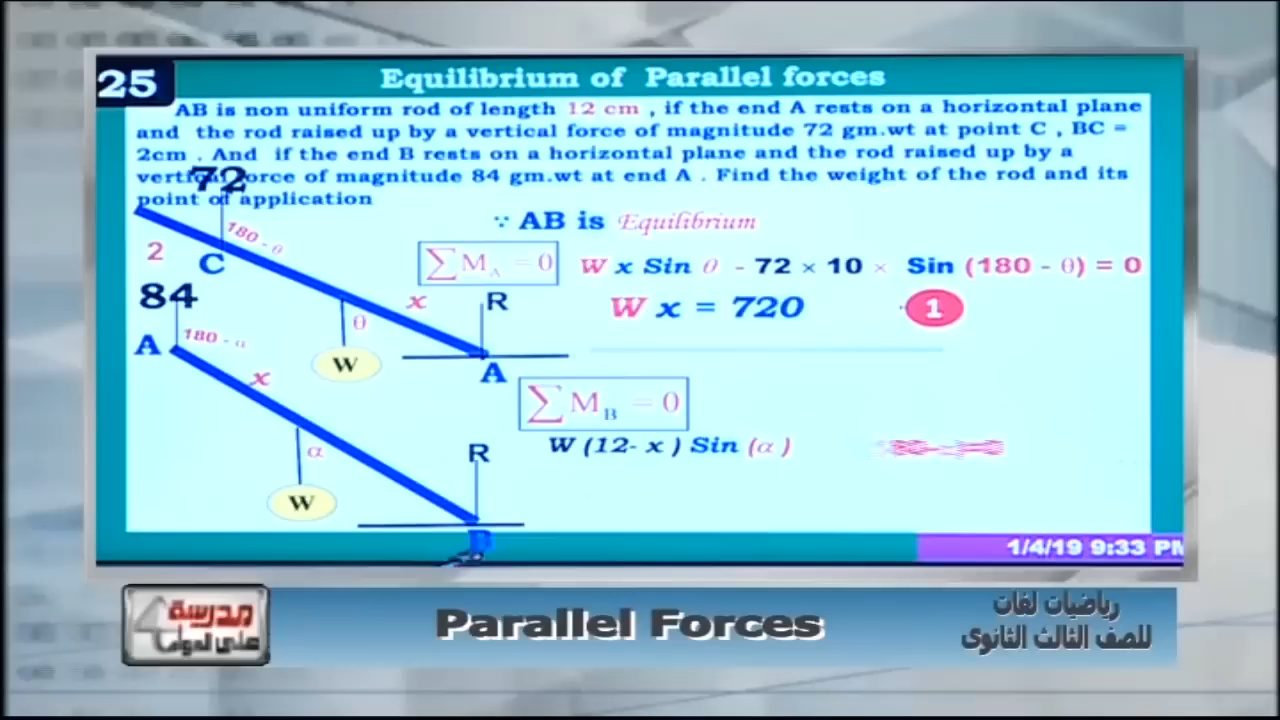 25
Equilibrium of Parallel forces
AB is non uniform rod of length 12 cm , if the end A rests on a horizontal plane
and the rod raised up by a vertical force of magnitude 72 gm.wt at point C , BC =
2cm . And if the end B rests on a horizontal plane and the rod raised up by a
vertical force of magnitude 84 gm.wt at end A . Find the weight of the rod and its
point of application
72
∵ AB is Equilibrium
180 - θ
2
C
∑ M_A = 0
W x Sin θ - 72 × 10 × Sin (180 - θ) = 0
x
R
θ
W
A
W x = 720
1
84
A
180 - α
x
∑ M_B = 0
W (12- x ) Sin (α)
α
W
R
B
1/4/19 9:33 PM
مدرسة
على الهواء
Parallel Forces
رياضيات لغات
للصف الثالث الثانوى